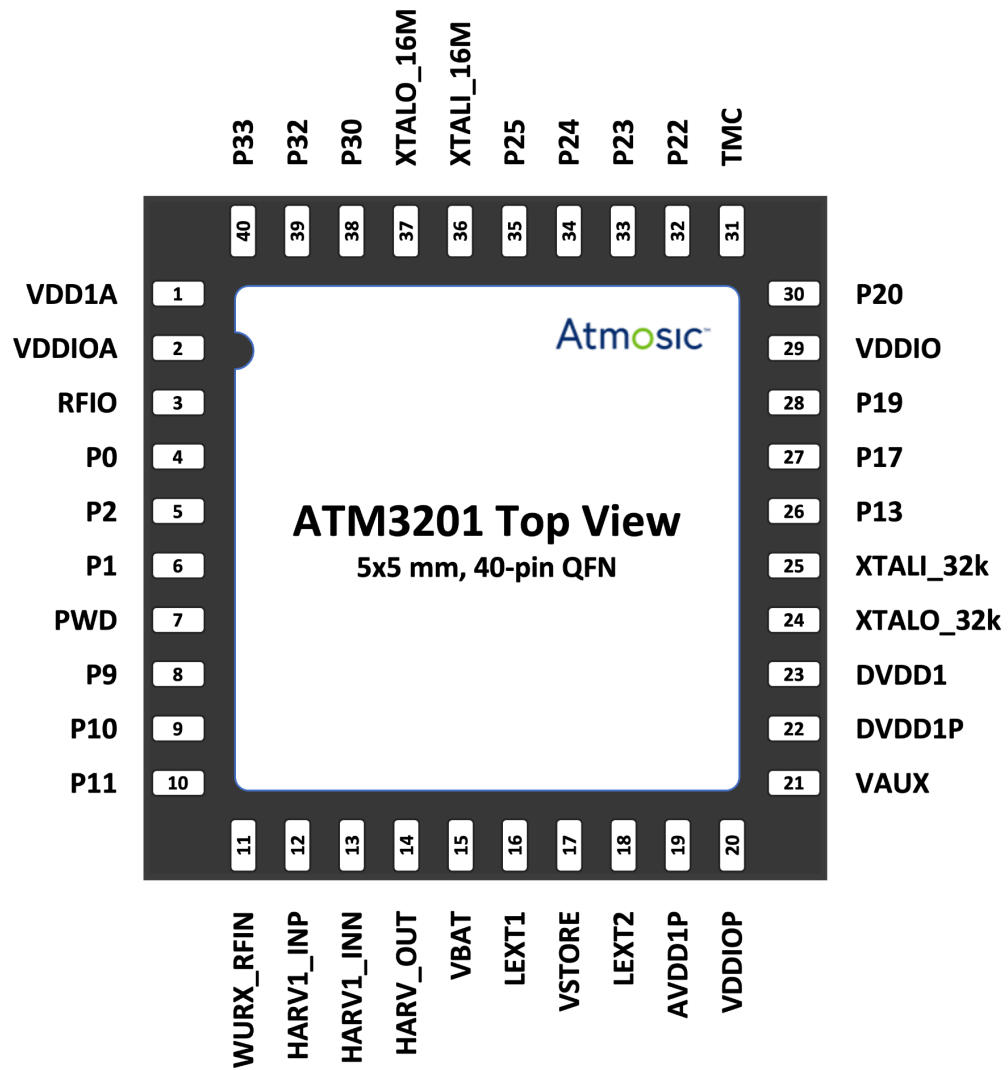 P33
P32
P30
XTALO_16M
XTALI_16M
P25
P24
P23
P22
TMC
40
39
38
37
36
35
34
33
32
31
VDD1A 1
VDDIOA 2
RFIO 3
P0 4
P2 5
P1 6
PWD 7
P9 8
P10 9
P11 10
Atmosic™
ATM3201 Top View
5x5 mm, 40-pin QFN
30 P20
29 VDDIO
28 P19
27 P17
26 P13
25 XTALI_32k
24 XTALO_32k
23 DVDD1
22 DVDD1P
21 VAUX
11
12
13
14
15
16
17
18
19
20
WURX_RFIN
HARV1_INP
HARV1_INN
HARV_OUT
VBAT
LEXT1
VSTORE
LEXT2
AVDD1P
VDDIOP